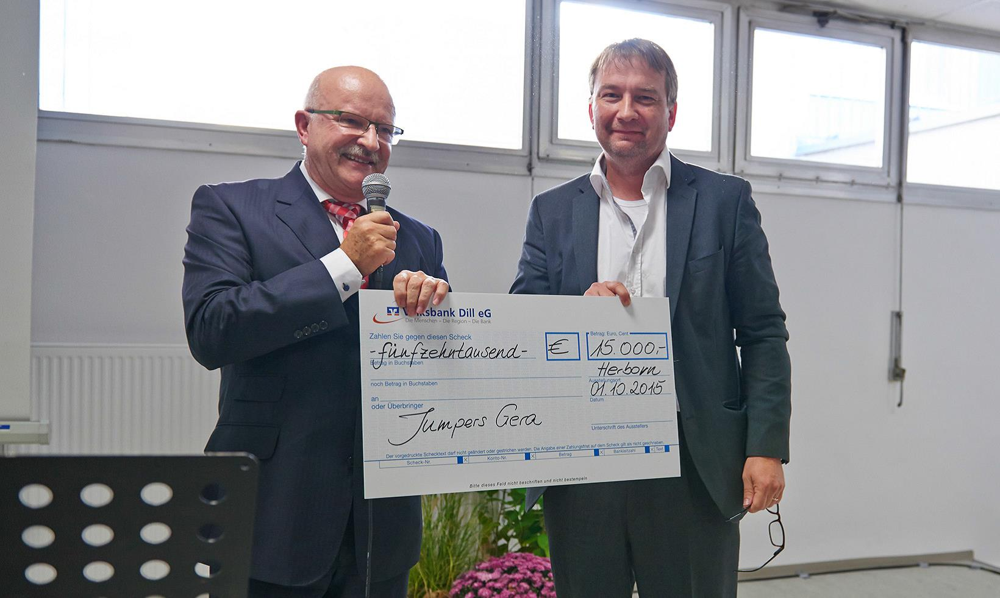 Volksbank Dill eG
Die Menschen – Die Region – Die Bank
Zahlen Sie gegen diesen Scheck
-fünfzehntausend-
€
Betrag: Euro, Cent
15.000,-
Betrag in Buchstaben
Herborn
noch Betrag in Buchstaben
Ausstellungsort
01.10.2015
an
Datum
oder Überbringer
Jumpers Gera
Unterschrift des Ausstellers
Der vorgedruckte Schecktext darf nicht geändert oder gestrichen werden. Die Angabe einer Zahlungsfrist auf dem Scheck gilt als nicht geschrieben.
Scheck-Nr. X Konto-Nr. X Betrag X Bankleitzahl X Text
Bitte dieses Feld nicht beschriften und nicht bestempeln